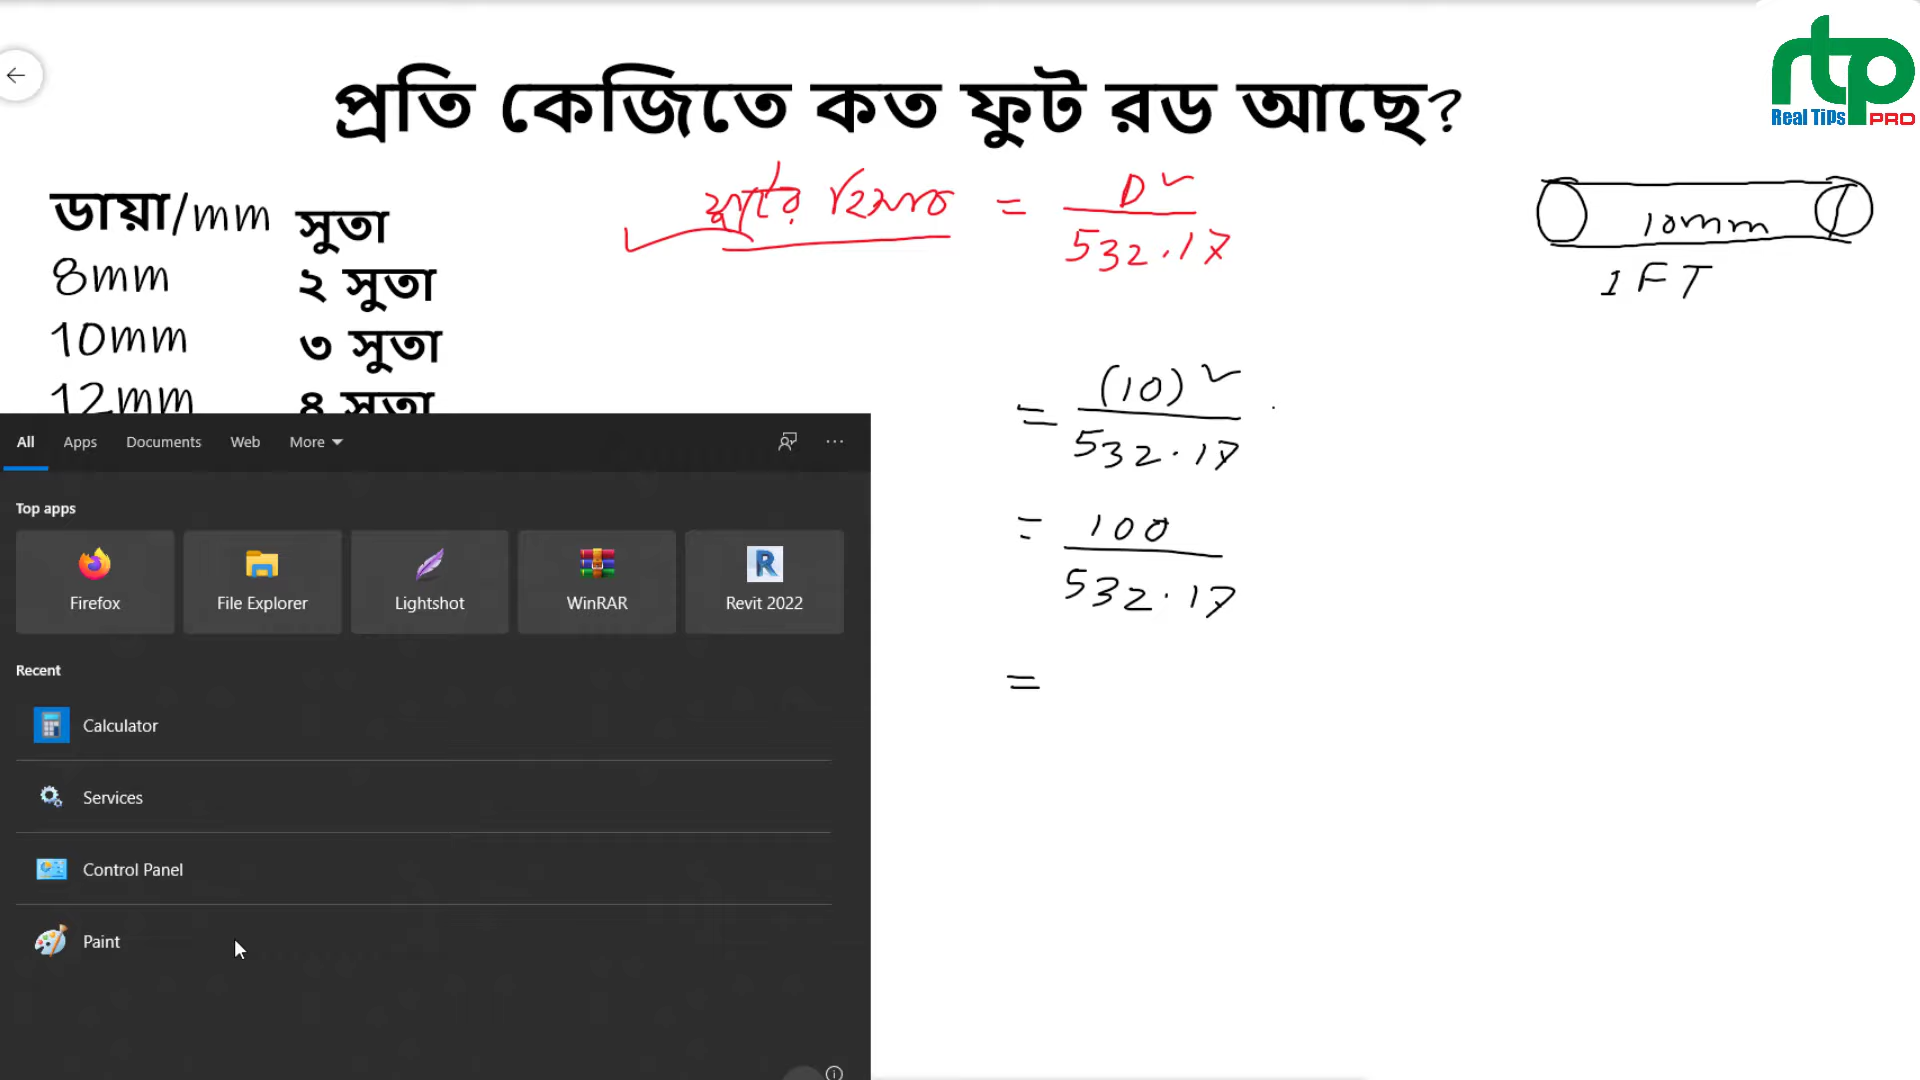 প্রতি কেজিতে কত ফুট রড আছে?
rtp
Real Tips PRO
ডায়া/mm সুতা
8mm ২ সুতা
10mm ৩ সুতা
12mm ৪ সুতা
ফুটের হিসাব = D²/532.17
10mm
1FT
= (10)²/532.17
= 100/532.17
=
All Apps Documents Web More
Top apps
Firefox File Explorer Lightshot WinRAR Revit 2022
Recent
Calculator
Services
Control Panel
Paint